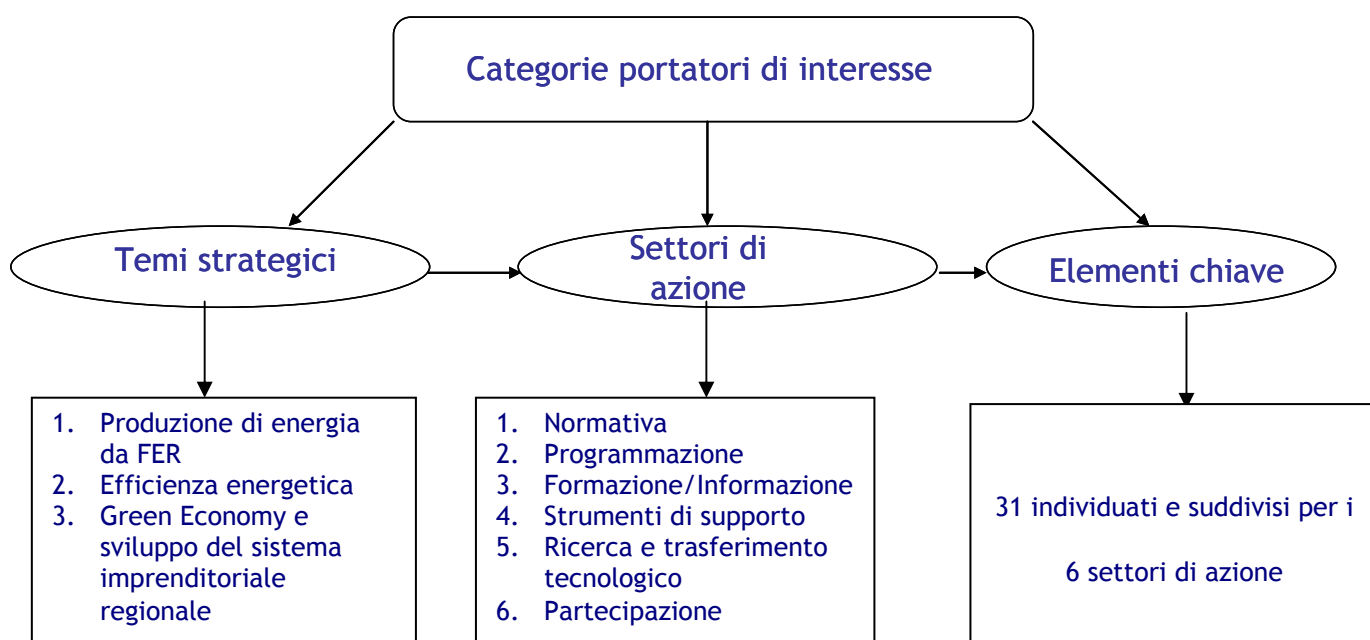 Categorie portatori di interesse
Temi strategici
Settori di
azione
Elementi chiave
1. Produzione di energia
da FER
2. Efficienza energetica
3. Green Economy e
sviluppo del sistema
imprenditoriale
regionale
1. Normativa
2. Programmazione
3. Formazione/Informazione
4. Strumenti di supporto
5. Ricerca e trasferimento
tecnologico
6. Partecipazione
31 individuati e suddivisi per i
6 settori di azione